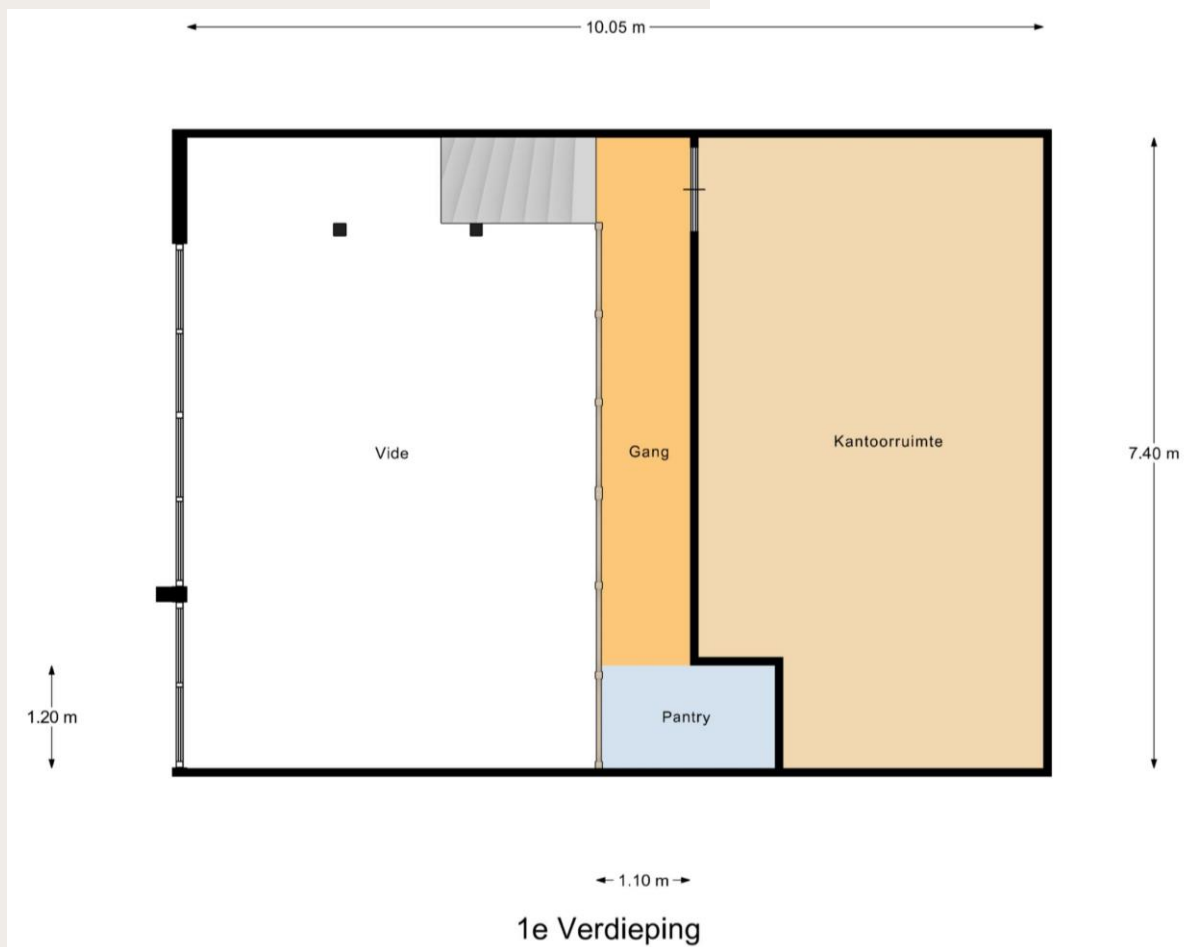 10.05 m
Vide
Gang
Kantoorruimte
7.40 m
1.20 m
Pantry
1.10 m
1e Verdieping